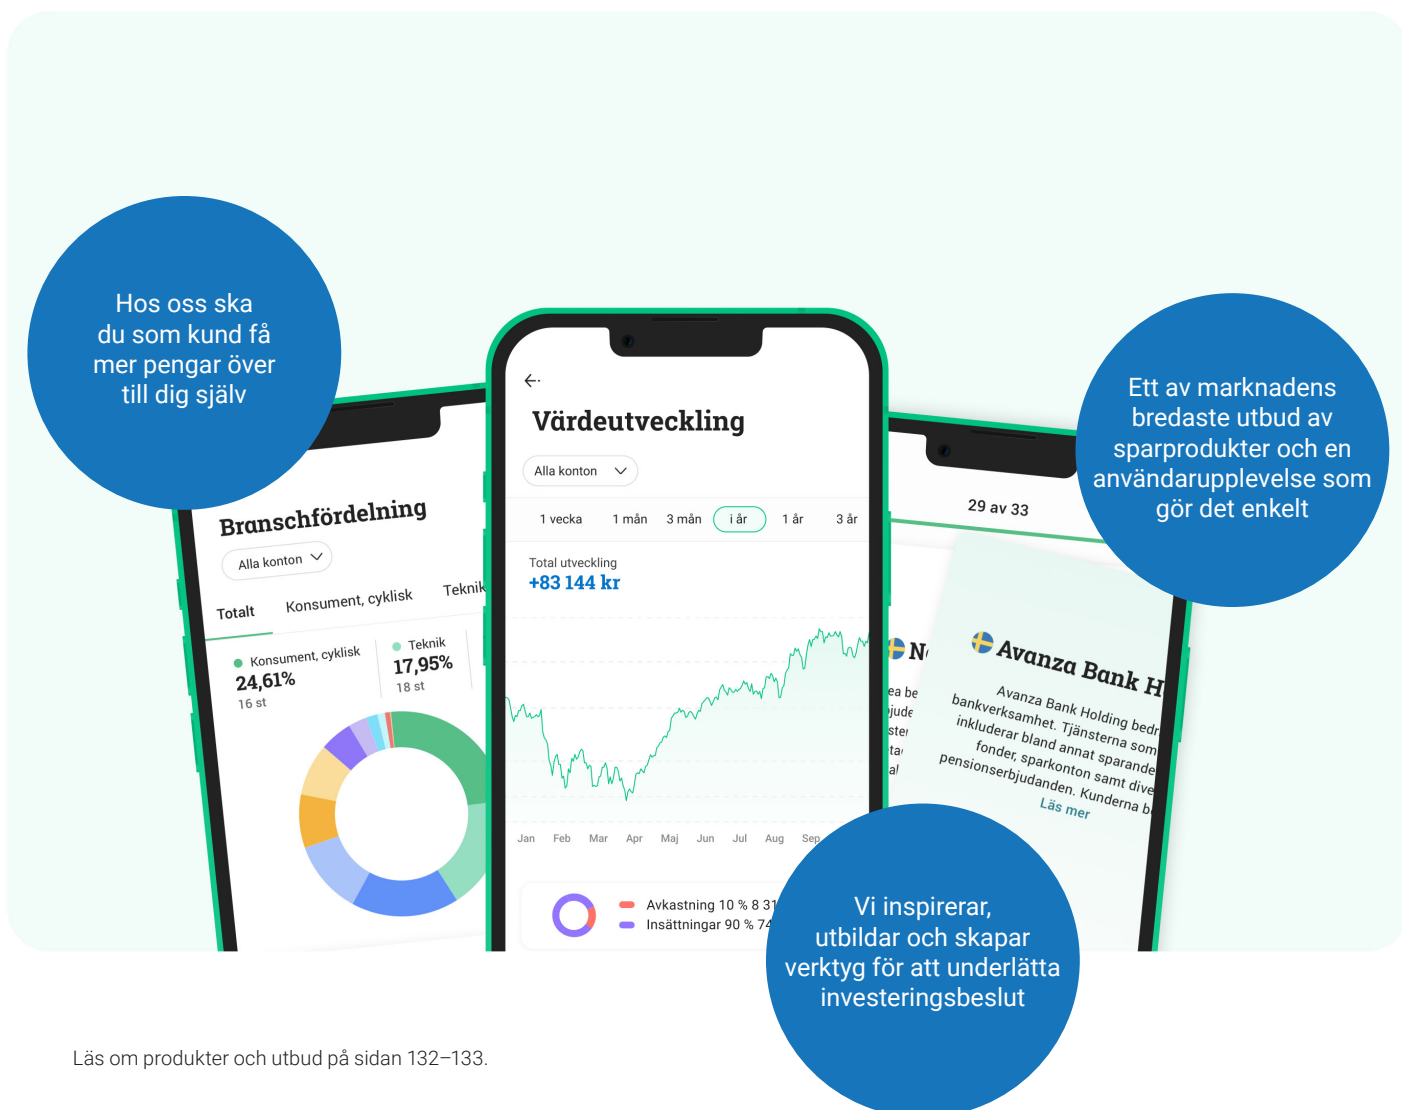 Hos oss ska
du som kund få
mer pengar över
till dig själv
Ett av marknadens
bredaste utbud av
sparprodukter och en
användarupplevelse som
gör det enkelt
Branschfördelning
Alla konton
Totalt Konsument, cyklisk Teknik
Konsument, cyklisk
24,61%
16 st
Teknik
17,95%
18 st
Värdeutveckling
Alla konton
1 vecka 1 mån 3 mån i år 1 år 3 år
Total utveckling
+83 144 kr
Jan Feb Mar Apr Maj Jun Jul Aug Sep
Avkastning 10 % 8 31
Insättningar 90 % 74
29 av 33
Avanza Bank H
Avanza Bank Holding bedr
bankverksamhet. Tjänsterna som
inkluderar bland annat sparande
fonder, sparkonton samt dive
pensionserbjudanden. Kunderna b
Läs mer
Vi inspirerar,
utbildar och skapar
verktyg för att underlätta
investeringsbeslut
Läs om produkter och utbud på sidan 132–133.